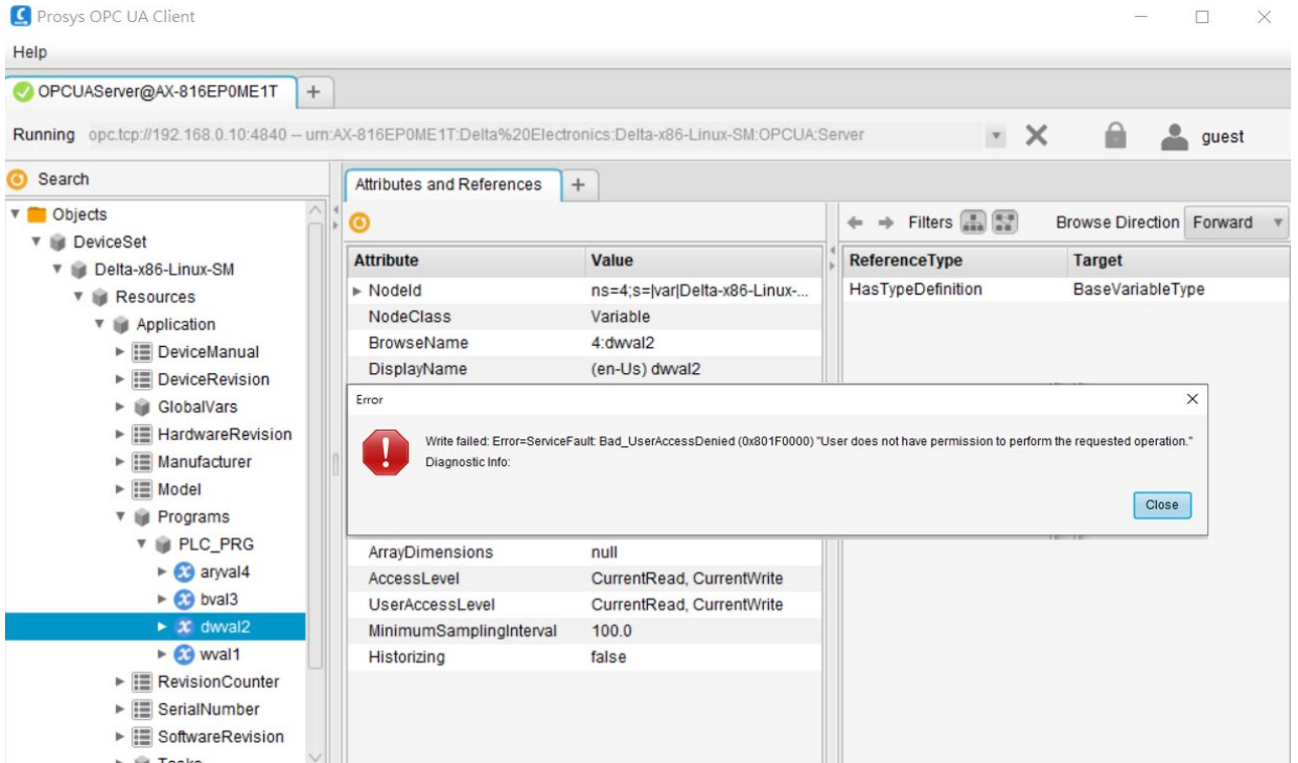 Prosys OPC UA Client
Help
OPCUAServer@AX-816EP0ME1T +
Running opc.tcp://192.168.0.10:4840 – urn:AX-816EP0ME1T:Delta%20Electronics:Delta-x86-Linux-SM:OPCUA:Server guest
Search
Objects
DeviceSet
Delta-x86-Linux-SM
Resources
Application
DeviceManual
DeviceRevision
GlobalVars
HardwareRevision
Manufacturer
Model
Programs
PLC_PRG
aryval4
bval3
dwval2
wval1
RevisionCounter
SerialNumber
SoftwareRevision
Attributes and References +
Attribute Value
NodeId ns=4;s=|var|Delta-x86-Linux-...
NodeClass Variable
BrowseName 4:dwval2
DisplayName (en-Us) dwval2
Filters Browse Direction Forward
ReferenceType Target
HasTypeDefinition BaseVariableType
Error
Write failed: Error=ServiceFault: Bad_UserAccessDenied (0x801F0000) "User does not have permission to perform the requested operation."
Diagnostic Info:
Close
ArrayDimensions null
AccessLevel CurrentRead, CurrentWrite
UserAccessLevel CurrentRead, CurrentWrite
MinimumSamplingInterval 100.0
Historizing false